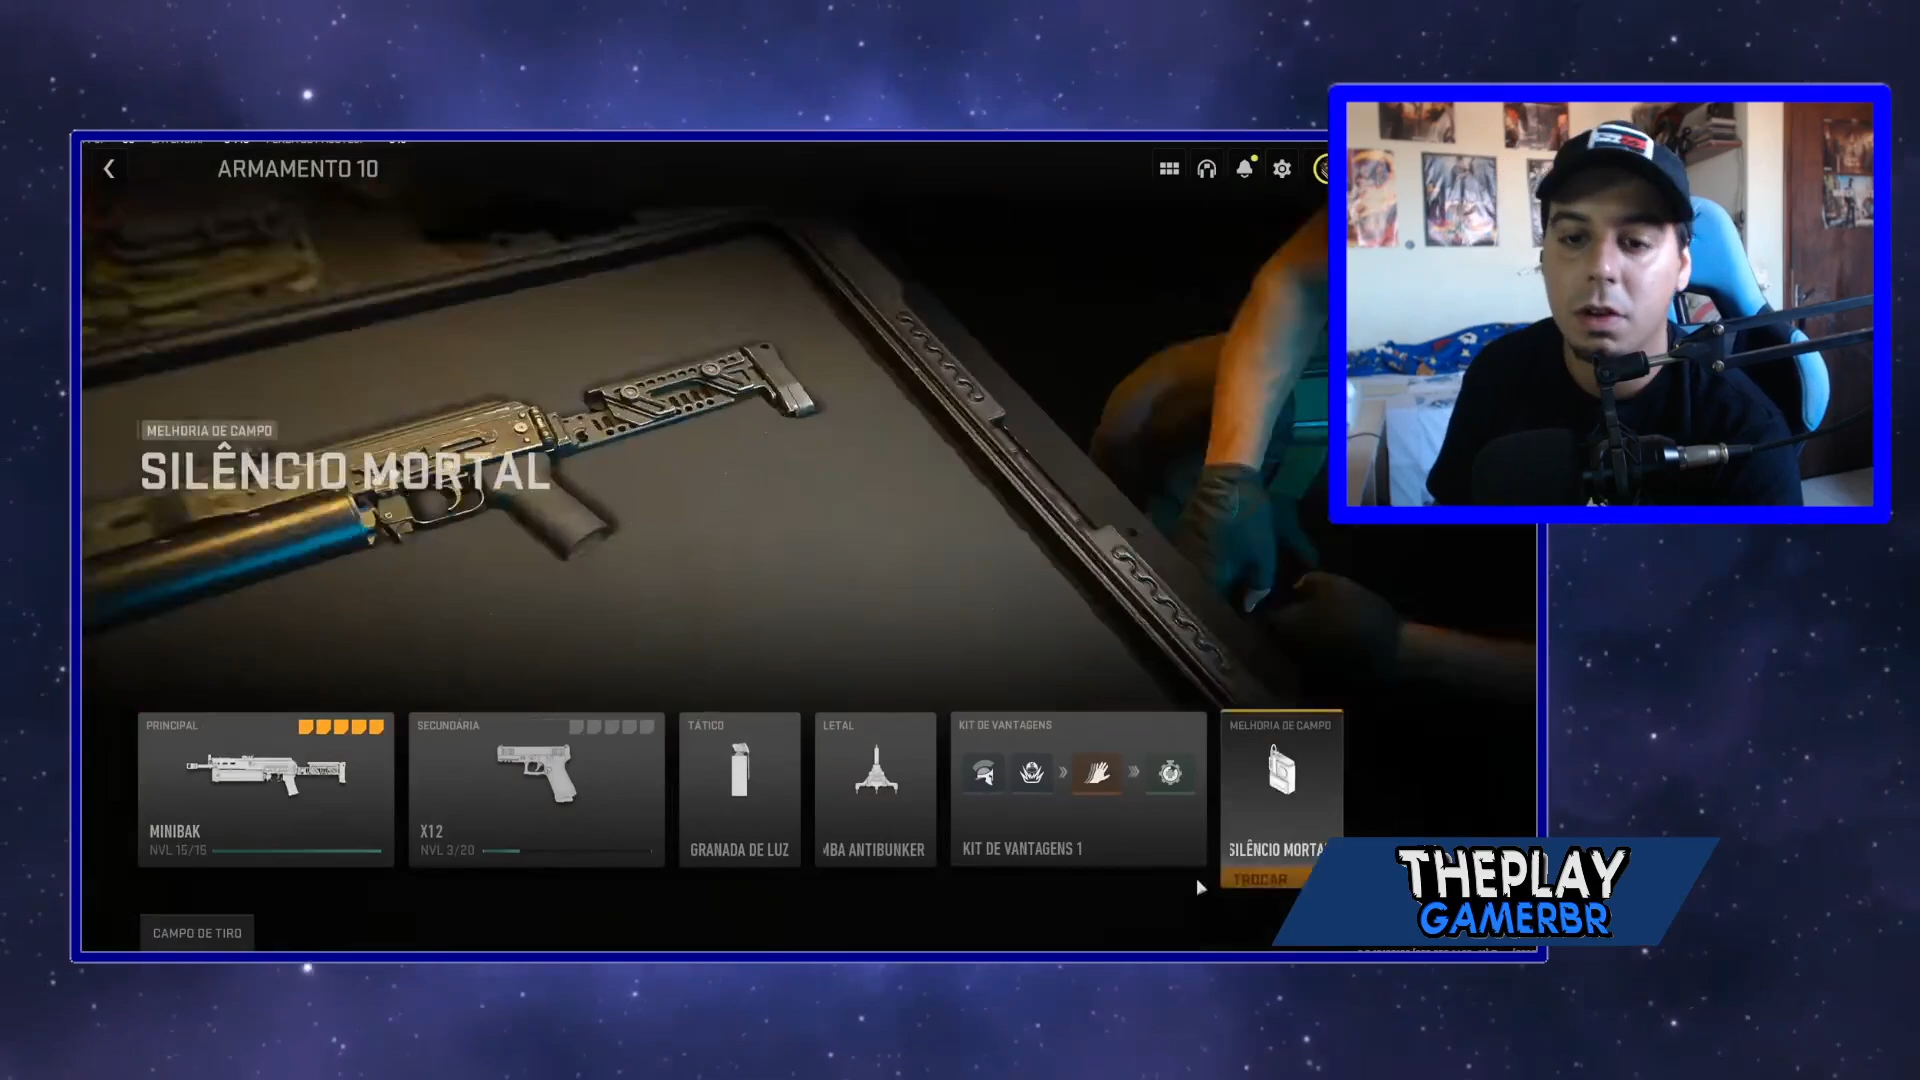 ARMAMENTO 10
MELHORIA DE CAMPO
SILÊNCIO MORTAL
PRINCIPAL
MINIBAK
NVL 15/15
SECUNDÁRIA
X12
NVL 3/20
TÁTICO
GRANADA DE LUZ
LETAL
MBA ANTIBUNKER
KIT DE VANTAGENS
KIT DE VANTAGENS 1
MELHORIA DE CAMPO
SILÊNCIO MORTA
TROCAR
CAMPO DE TIRO
THEPLAY
GAMERBR